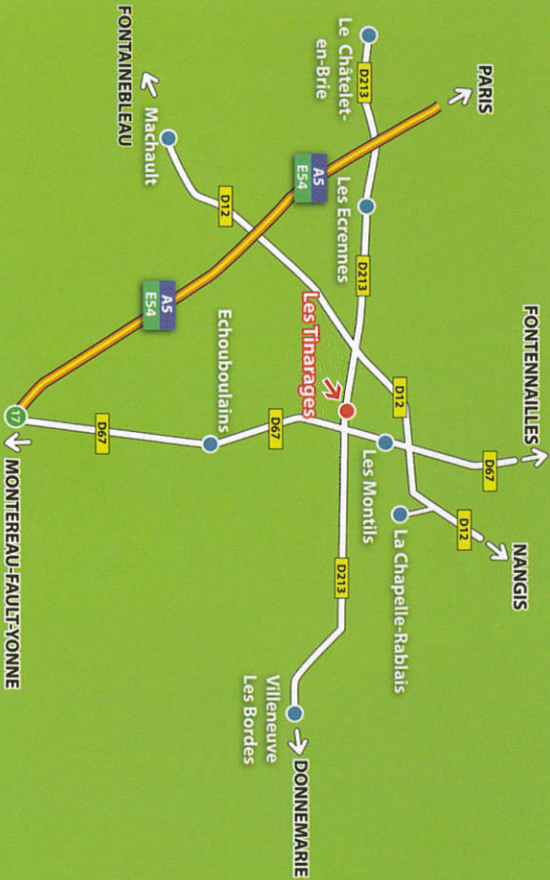 PARIS
FONTENNAILLES
NANGIS
D67
D12
La Chapelle-Rablais
Le Châtelet-
en-Brie
D213
Les Ecrennes
D213
D12
Les Montils
Les Tinarages
D213
A5
E54
D12
D67
Villeneuve
Les Bordes
DONNEMARIE
Echouboulains
Machault
FONTAINEBLEAU
A5
E54
D67
17
MONTEREAU-FAULT-YONNE